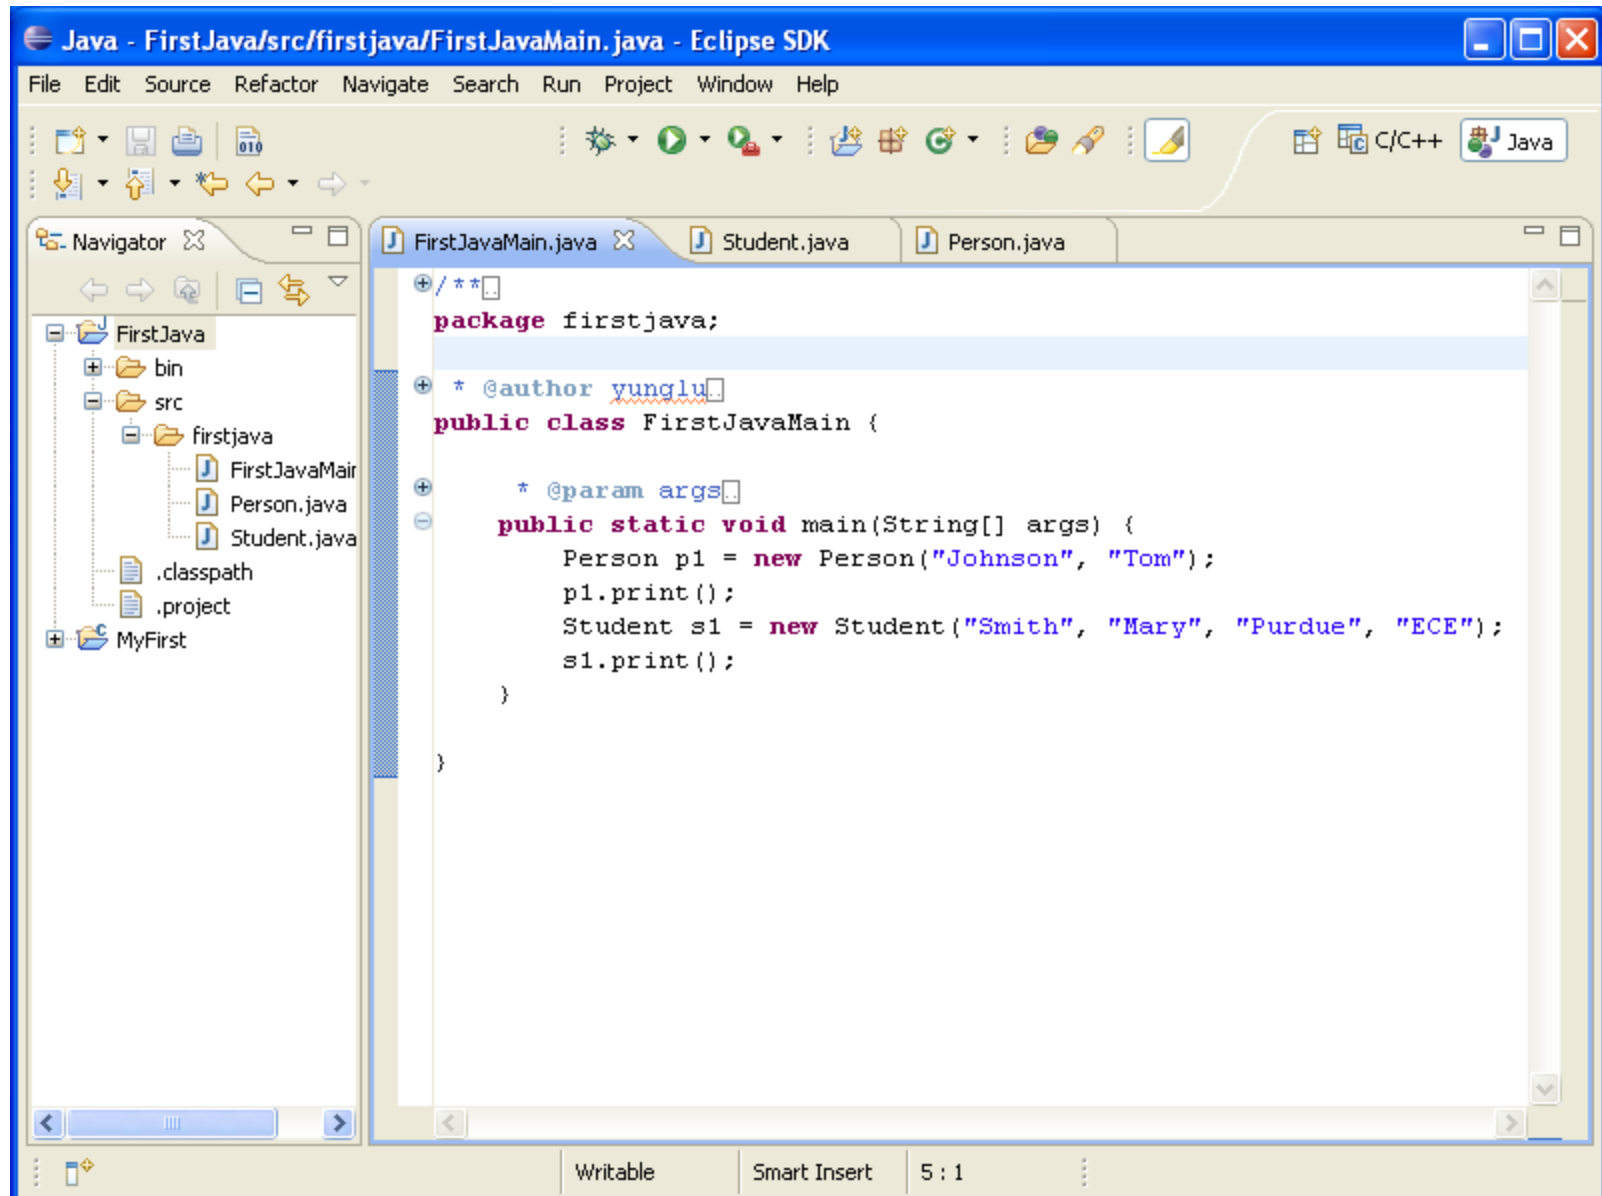 Java - FirstJava/src/firstjava/FirstJavaMain.java - Eclipse SDK
File Edit Source Refactor Navigate Search Run Project Window Help
010
C/C++ Java
Navigator
FirstJavaMain.java Student.java Person.java
FirstJava
bin
src
firstjava
FirstJavaMair
Person.java
Student.java
.classpath
.project
MyFirst
/**
package firstjava;
* @author yunglu
public class FirstJavaMain {
* @param args
public static void main(String[] args) {
Person p1 = new Person("Johnson", "Tom");
p1.print();
Student s1 = new Student("Smith", "Mary", "Purdue", "ECE");
s1.print();
}
}
Writable Smart Insert 5 : 1